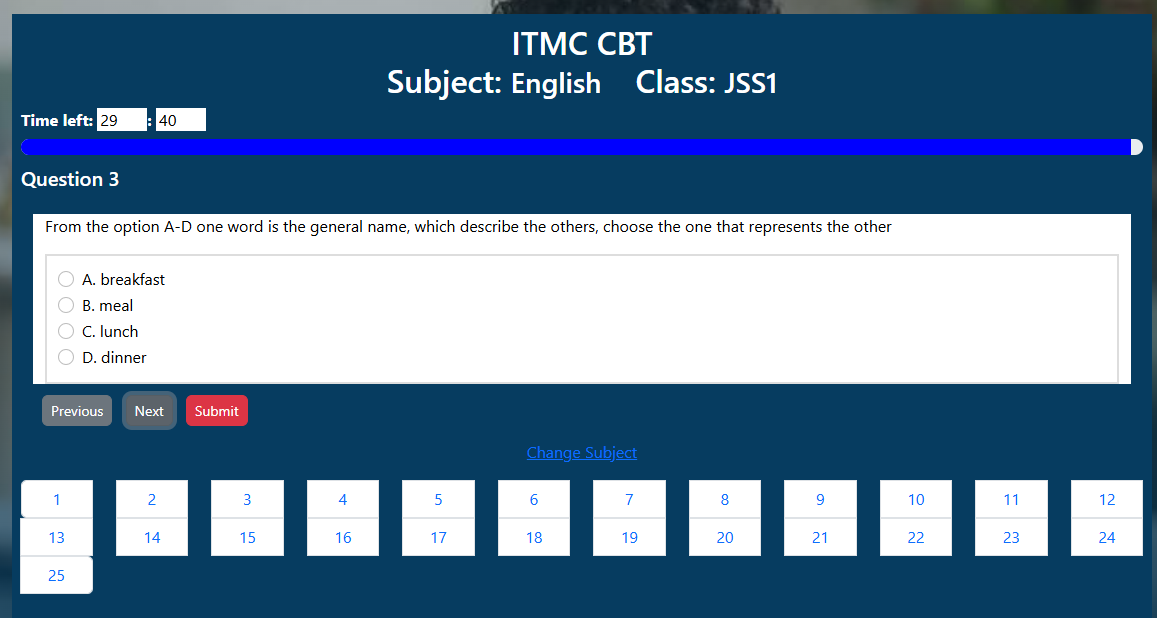 ITMC CBT
Subject: English Class: JSS1
Time left: 29 : 40
Question 3
From the option A-D one word is the general name, which describe the others, choose the one that represents the other
A. breakfast
B. meal
C. lunch
D. dinner
Previous Next Submit
Change Subject
1 2 3 4 5 6 7 8 9 10 11 12
13 14 15 16 17 18 19 20 21 22 23 24
25